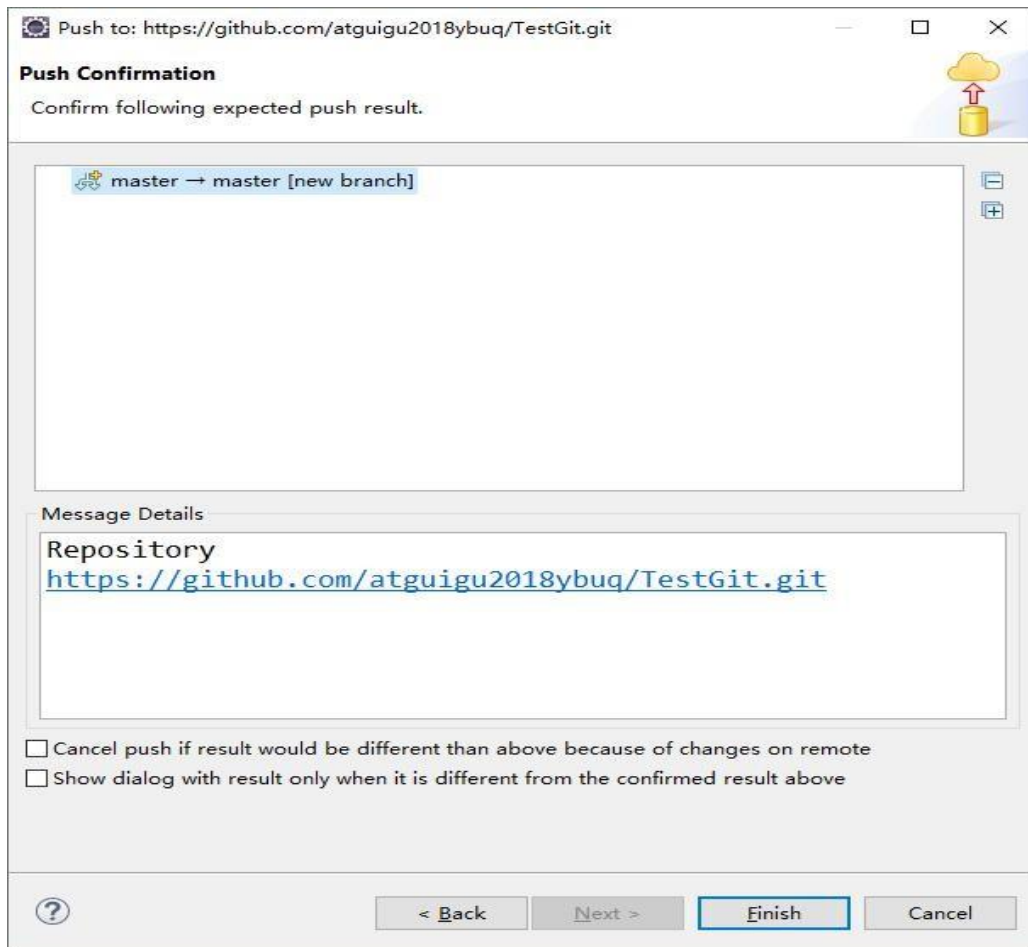 Push to: https://github.com/atguigu2018ybuq/TestGit.git
Push Confirmation
Confirm following expected push result.
master → master [new branch]
Message Details
Repository
https://github.com/atguigu2018ybuq/TestGit.git
Cancel push if result would be different than above because of changes on remote
Show dialog with result only when it is different from the confirmed result above
? < Back Next > Finish Cancel